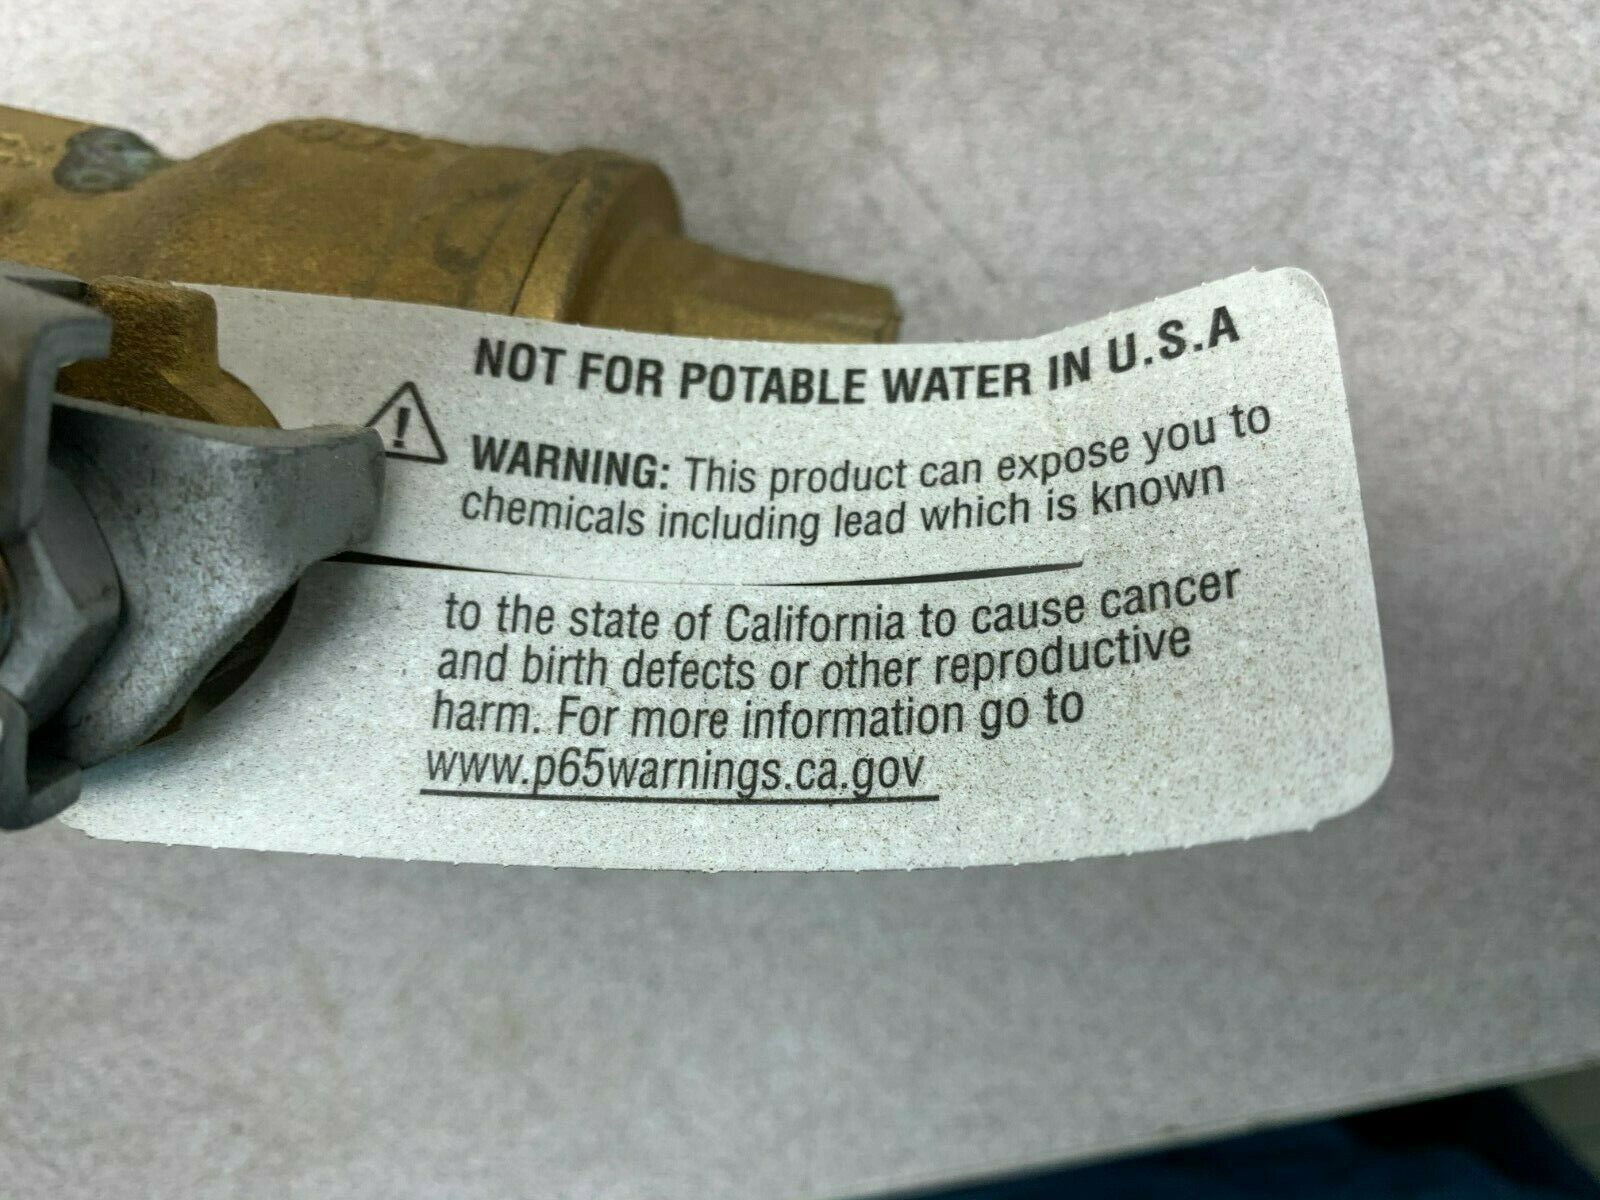 NOT FOR POTABLE WATER IN U.S.A
WARNING: This product can expose you to
chemicals including lead which is known
to the state of California to cause cancer
and birth defects or other reproductive
harm. For more information go to
www.p65warnings.ca.gov